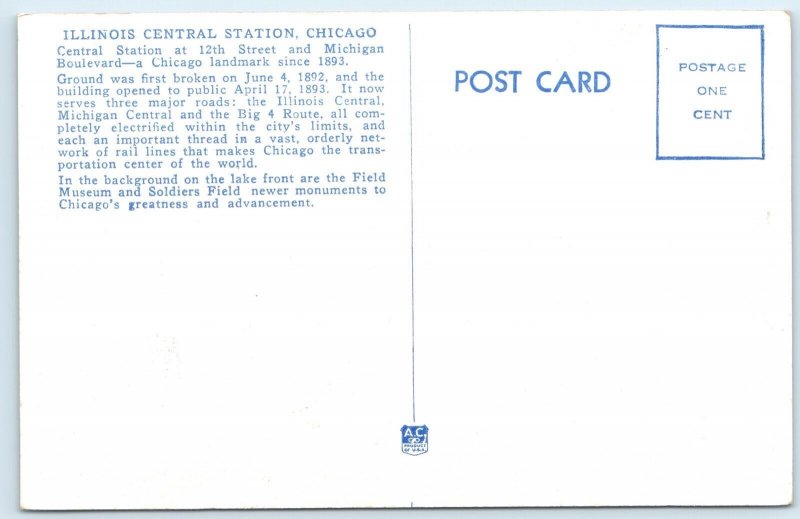 ILLINOIS CENTRAL STATION, CHICAGO
Central Station at 12th Street and Michigan
Boulevard—a Chicago landmark since 1893.
Ground was first broken on June 4, 1892, and the
building opened to public April 17, 1893. It now
serves three major roads: the Illinois Central,
Michigan Central and the Big 4 Route, all com-
pletely electrified within the city's limits, and
each an important thread in a vast, orderly net-
work of rail lines that makes Chicago the trans-
portation center of the world.
In the background on the lake front are the Field
Museum and Soldiers Field newer monuments to
Chicago's greatness and advancement.
POST CARD
POSTAGE
ONE
CENT
A.C.
CO
PRODUCT
OF U.S.A.